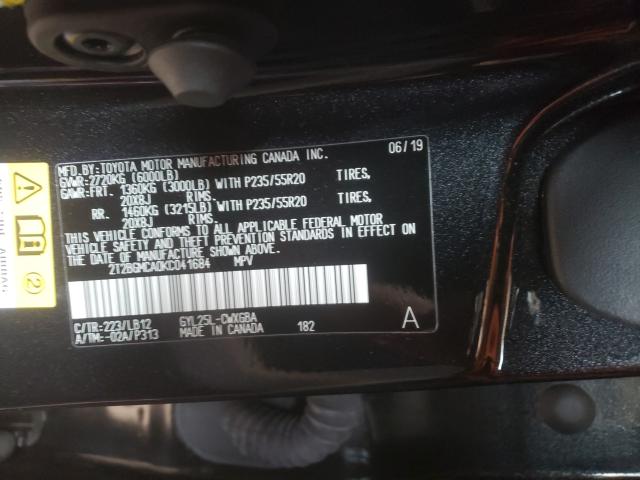 MFD.BY:TOYOTA MOTOR MANUFACTURING CANADA INC. 06/19
GVWR:2720KG (6000LB)
GAWR:FRT. 1360KG (3000LB) WITH P235/55R20 TIRES,
20X8J RIMS
RR. 1460KG (3215LB) WITH P235/55R20 TIRES,
20X8J RIMS
THIS VEHICLE CONFORMS TO ALL APPLICABLE FEDERAL MOTOR
VEHICLE SAFETY AND THEFT PREVENTION STANDARDS IN EFFECT ON
THE DATE OF MANUFACTURE SHOWN ABOVE.
2T2BGMCA0KC041684 MPV
C/TR:223/LB12 GYL25L-CWXGBA
A/TM:-02A/P313 MADE IN CANADA 182 A
2